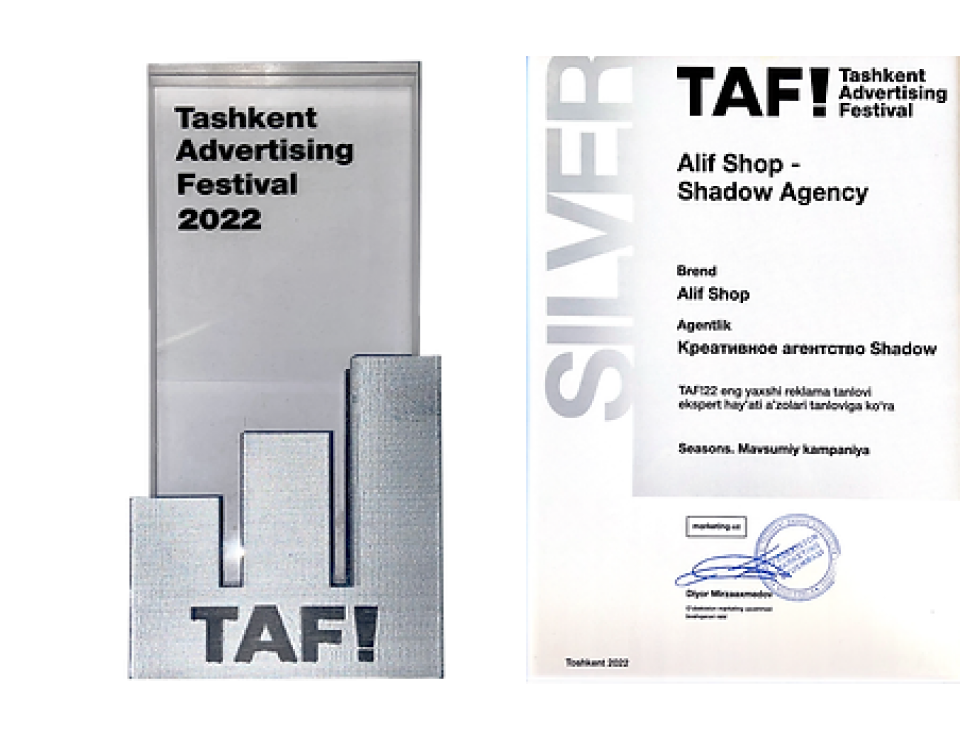 Tashkent
Advertising
Festival
2022
TAF!
SILVER
TAF!
Tashkent
Advertising
Festival
Alif Shop -
Shadow Agency
Brend
Alif Shop
Agentlik
Креативное агентство Shadow
TAF!22 eng yaxshi reklama tanlovi
ekspert hay'ati a'zolari tanloviga ko'ra
Seasons. Mavsumiy kampaniya
marketing.uz
Diyor Mirzaaxmedov
Toshkent 2022